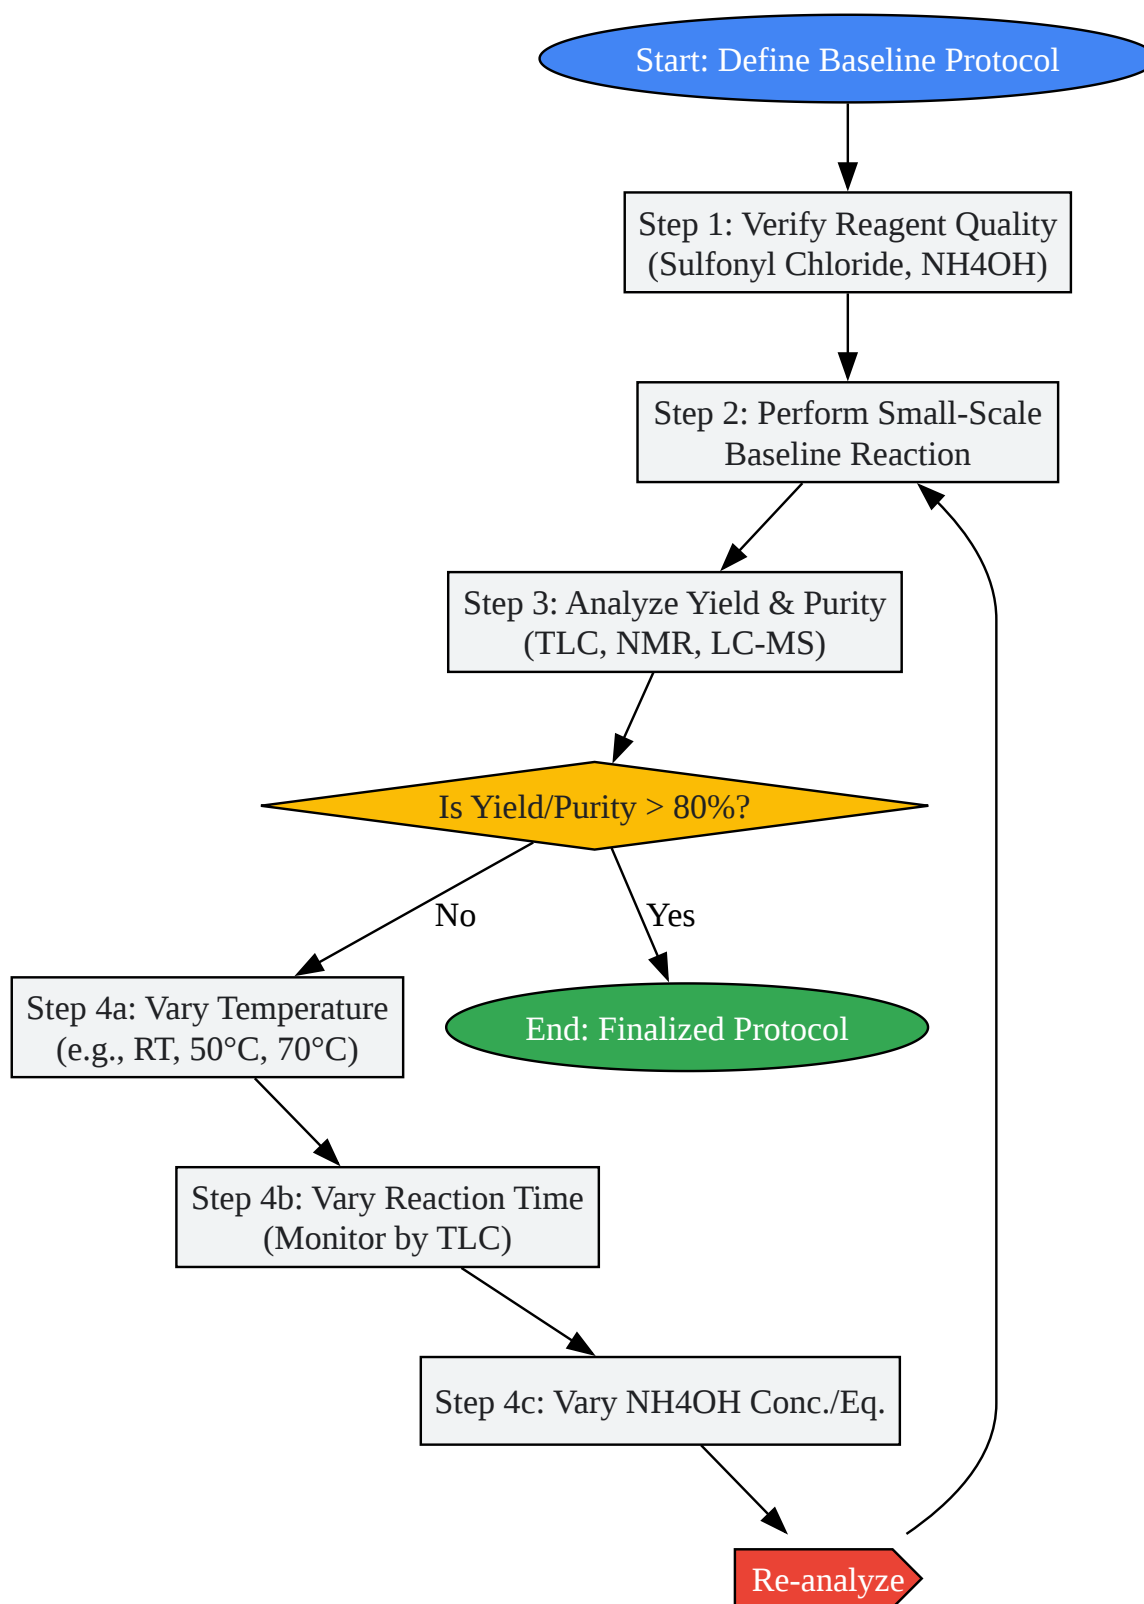 Start: Define Baseline Protocol
Step 1: Verify Reagent Quality
(Sulfonyl Chloride, NH4OH)
Step 2: Perform Small-Scale
Baseline Reaction
Step 3: Analyze Yield & Purity
(TLC, NMR, LC-MS)
Is Yield/Purity > 80%?
No
Yes
Step 4a: Vary Temperature
(e.g., RT, 50°C, 70°C)
End: Finalized Protocol
Step 4b: Vary Reaction Time
(Monitor by TLC)
Step 4c: Vary NH4OH Conc./Eq.
Re-analyze